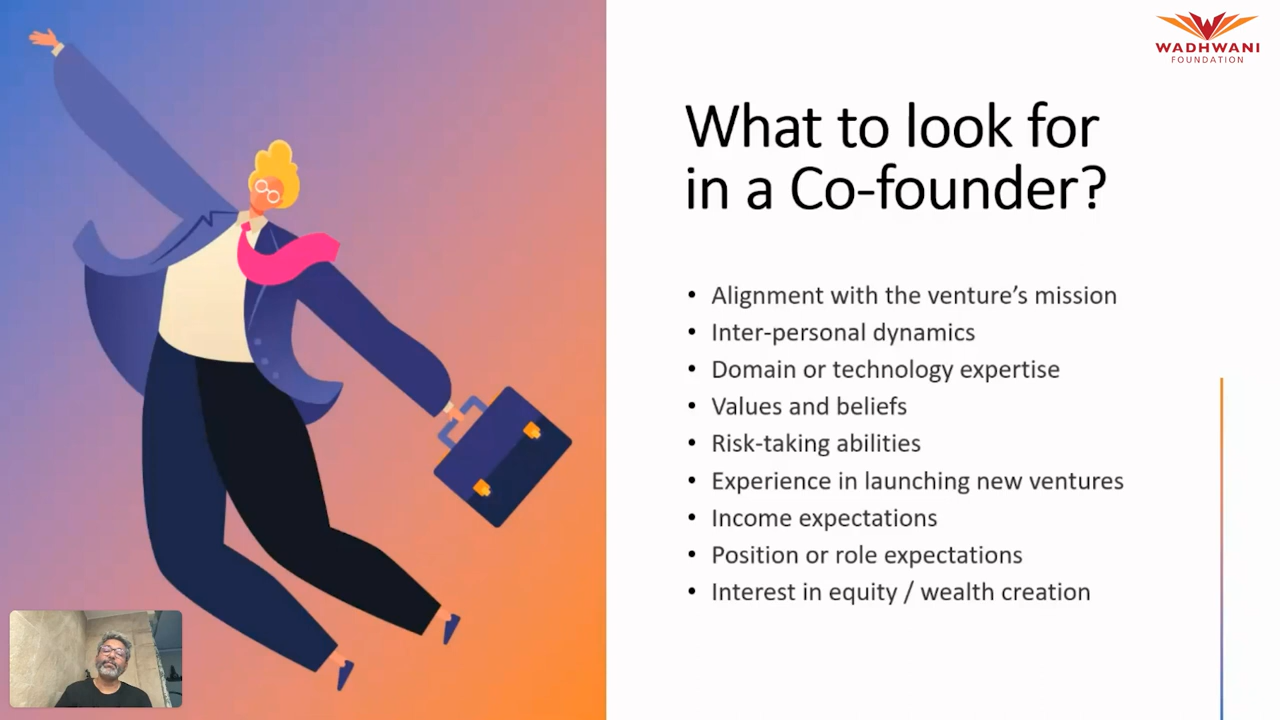 WADHWANI
FOUNDATION
What to look for
in a Co-founder?
• Alignment with the venture’s mission
• Inter-personal dynamics
• Domain or technology expertise
• Values and beliefs
• Risk-taking abilities
• Experience in launching new ventures
• Income expectations
• Position or role expectations
• Interest in equity / wealth creation